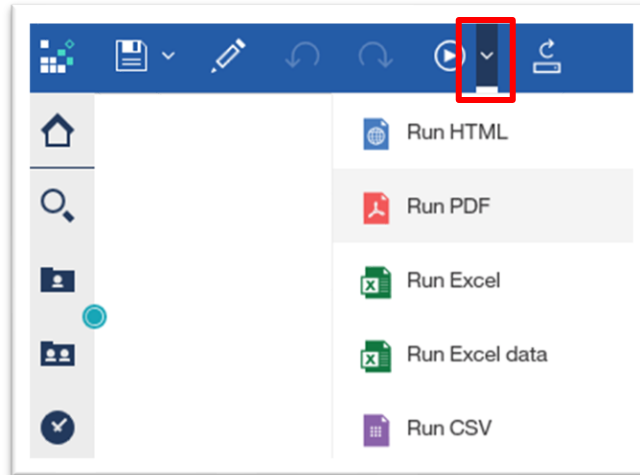 Run HTML
Run PDF
Run Excel
Run Excel data
Run CSV